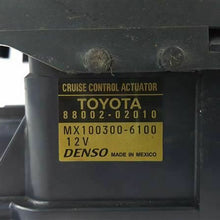 CRUISE CONTROL ACTUATOR
TOYOTA
88002-02010
MX100300-6100
12V
DENSO MADE IN MEXICO